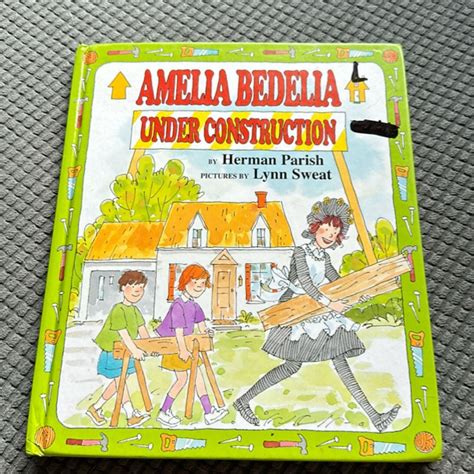 AMELIA BEDELIA
L
UNDER CONSTRUCTION
BY Herman Parish
PICTURES BY Lynn Sweat